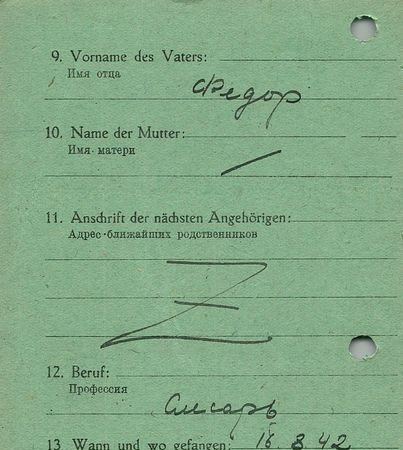 9. Vorname des Vaters:
Имя отца
Федор
10. Name der Mutter:
Имя матери
11. Anschrift der nächsten Angehörigen:
Адрес ближайших родственников
12. Beruf:
Профессия
Слесарь
13 Wann und wo gefangen: 8 42